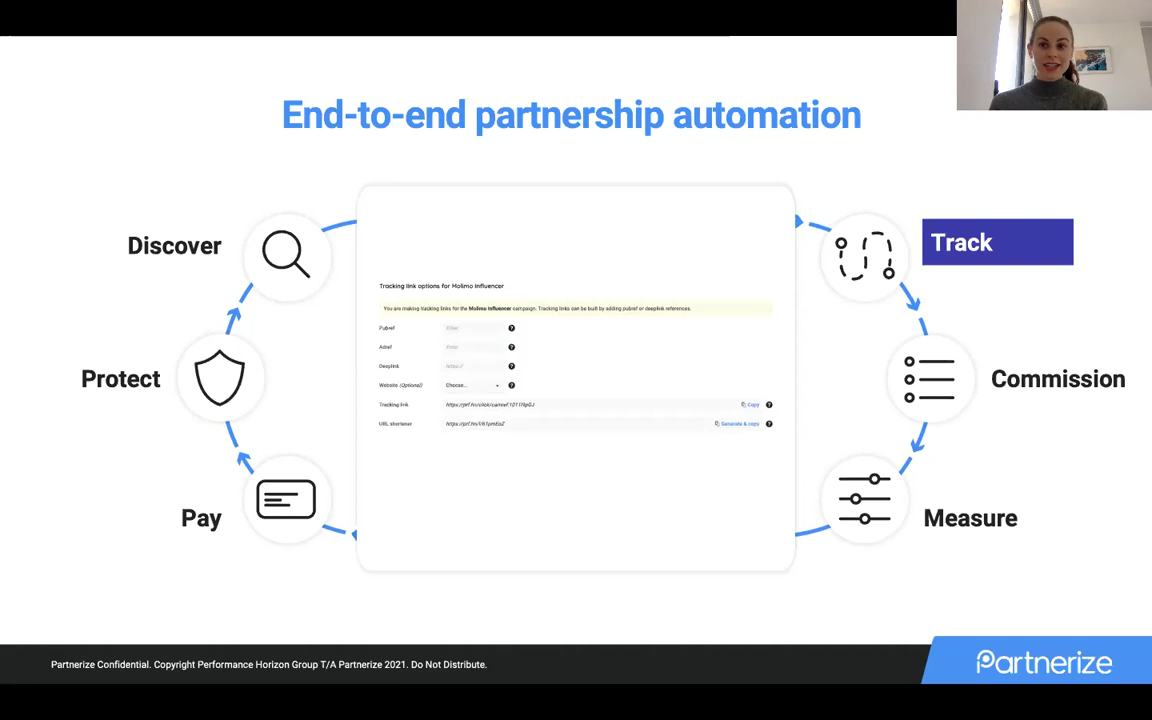 End-to-end partnership automation
Discover
Track
Tracking link options for Molimo Influencer
You are making tracking links for the Molimo Influencer campaign. Tracking links can be built by adding pubref or deeplink references.
Pubref
Adref
Deeplink
https://
Website (Optional) Choose...
Tracking link Copy
URL shortener Generate & copy
Protect
Commission
Pay
Measure
Partnerize Confidential. Copyright Performance Horizon Group T/A Partnerize 2021. Do Not Distribute.
Partnerize